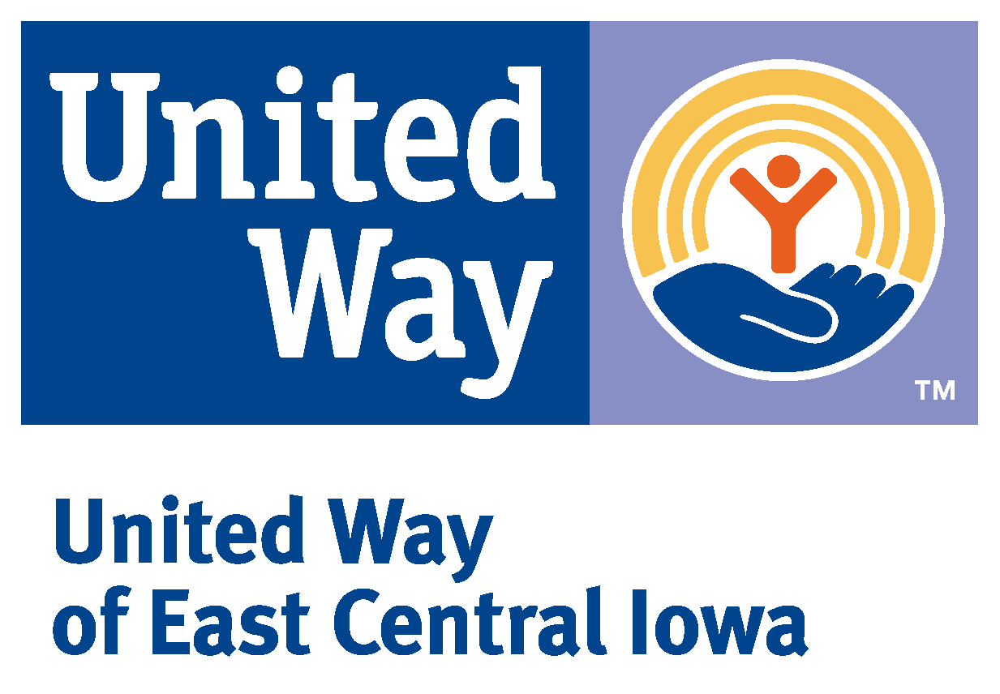 United
Way
TM
United Way
of East Central Iowa